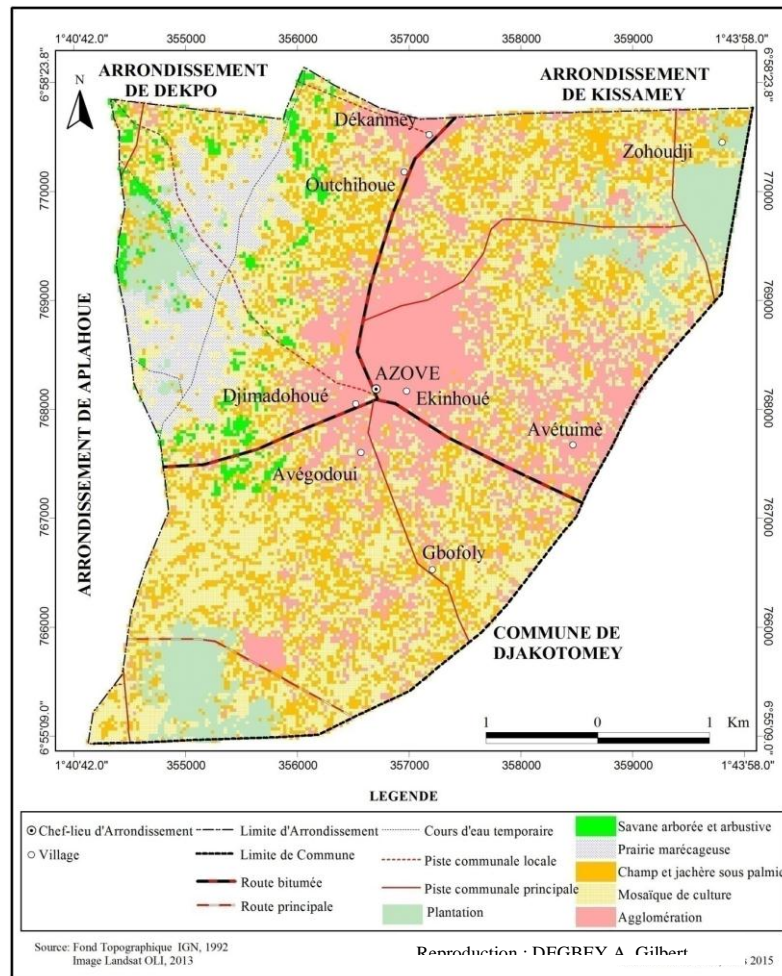 1°40'42.0" 355000 356000 357000 358000 359000 1°43'58.0"
6°58'23.8"
6°58'23.8"
ARRONDISSEMENT
DE DEKPO
ARRONDISSEMENT
DE KISSAMEY
N
Dékanmey
Zohoudji
Outchihoue
770000
770000
769000
769000
ARRONDISSEMENT DE APLAHOUE
AZOVE
Djimadohoué
Ekinhoué
768000
768000
Avétuimè
Avégodoui
767000
767000
Gbofoly
766000
766000
COMMUNE DE
DJAKOTOMEY
1 0 1 Km
6°55'09.0"
6°55'09.0"
1°40'42.0" 355000 356000 357000 358000 359000 1°43'58.0"
LEGENDE
Chef-lieu d'Arrondissement
Village
Limite d'Arrondissement
Limite de Commune
Route bitumée
Route principale
Cours d'eau temporaire
Piste communale locale
Piste communale principale
Plantation
Savane arborée et arbustive
Prairie marécageuse
Champ et jachère sous palmie
Mosaïque de culture
Agglomération
Source: Fond Topographique IGN, 1992
Image Landsat OLI, 2013
Reproduction : DEGBEY A. Gilbert
2015